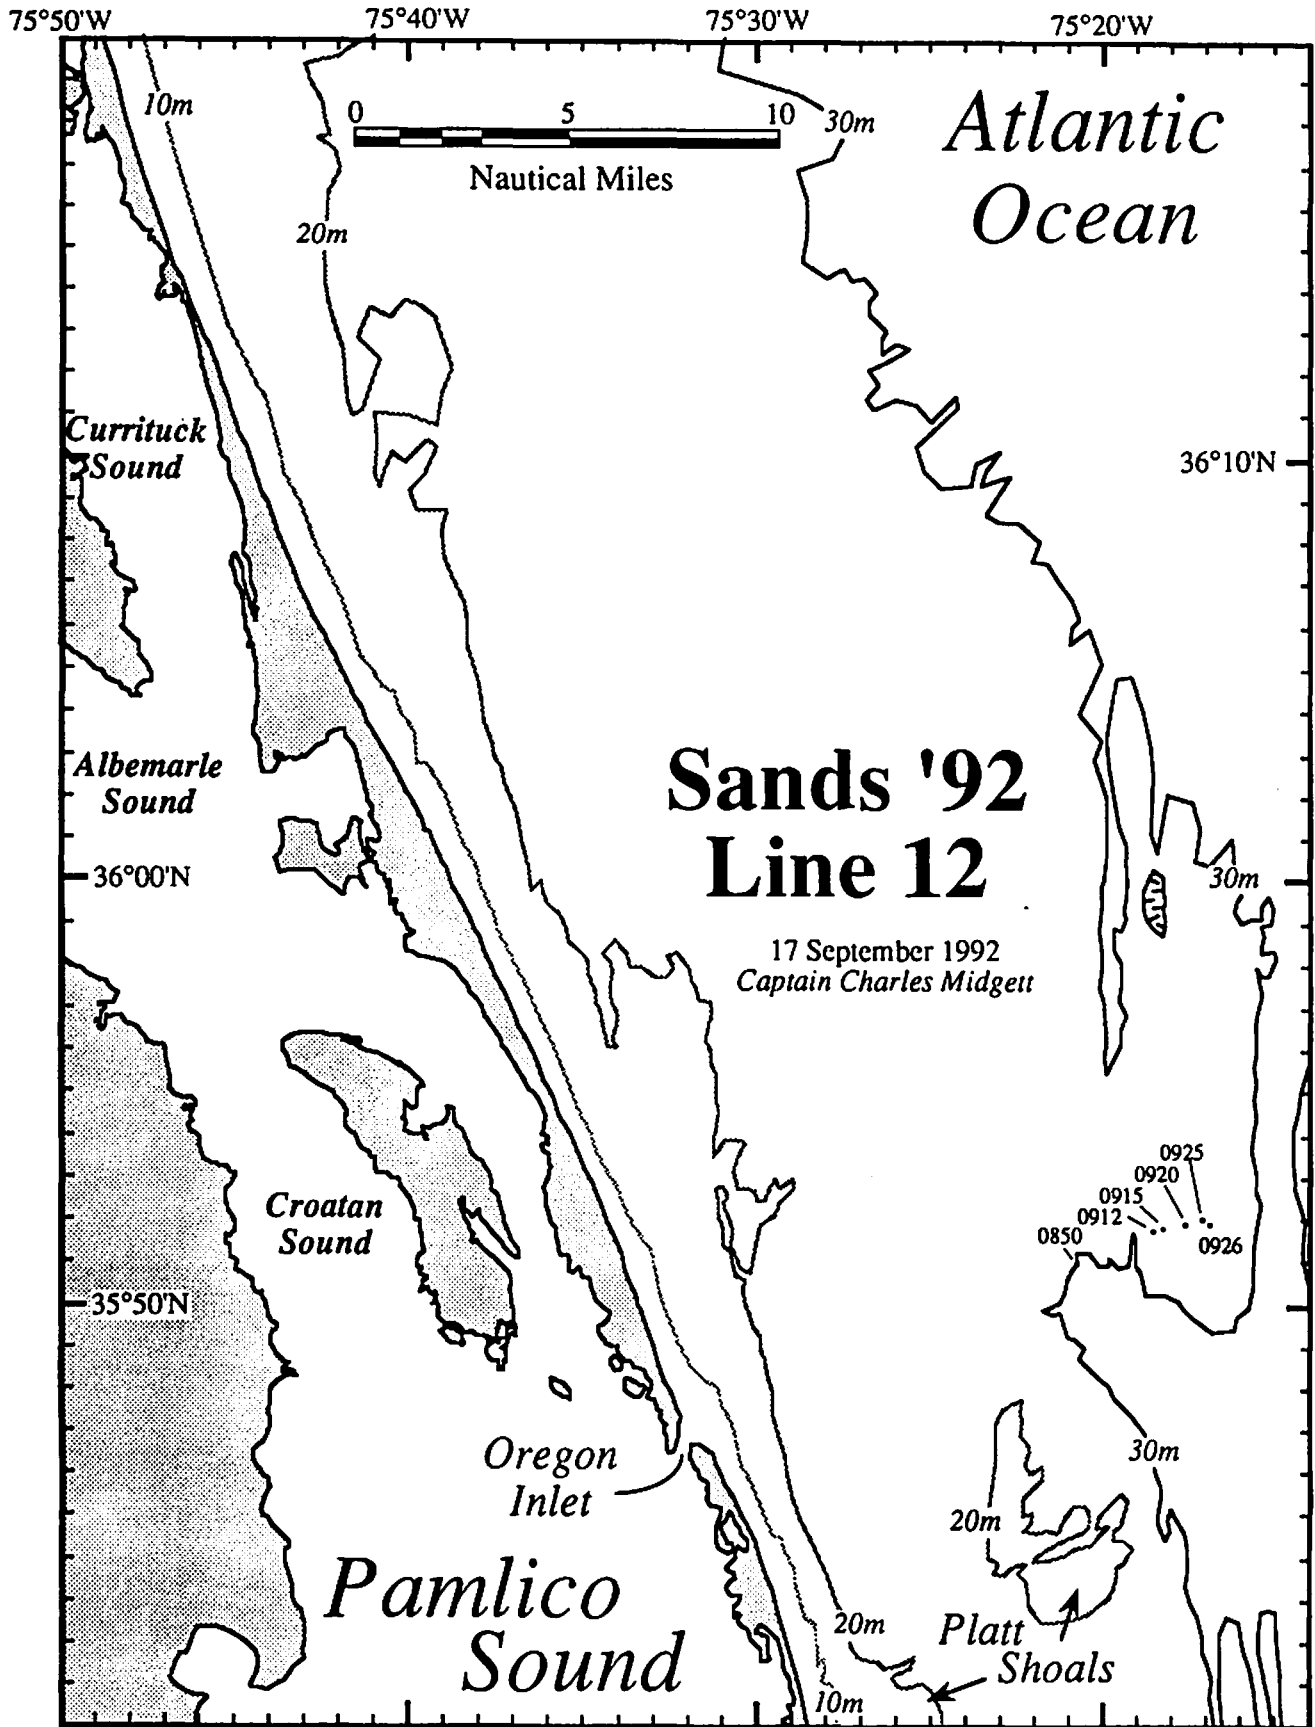 75°50'W
75°40'W
75°30'W
75°20'W
10m
0 5 10
Nautical Miles
30m
Atlantic
Ocean
20m
Currituck
Sound
36°10'N
Albemarle
Sound
Sands '92
Line 12
36°00'N
30m
17 September 1992
Captain Charles Midgett
0925
0920
0915
0912
0850
0926
Croatan
Sound
35°50'N
Oregon
Inlet
30m
20m
Pamlico
Sound
20m
Platt
Shoals
10m